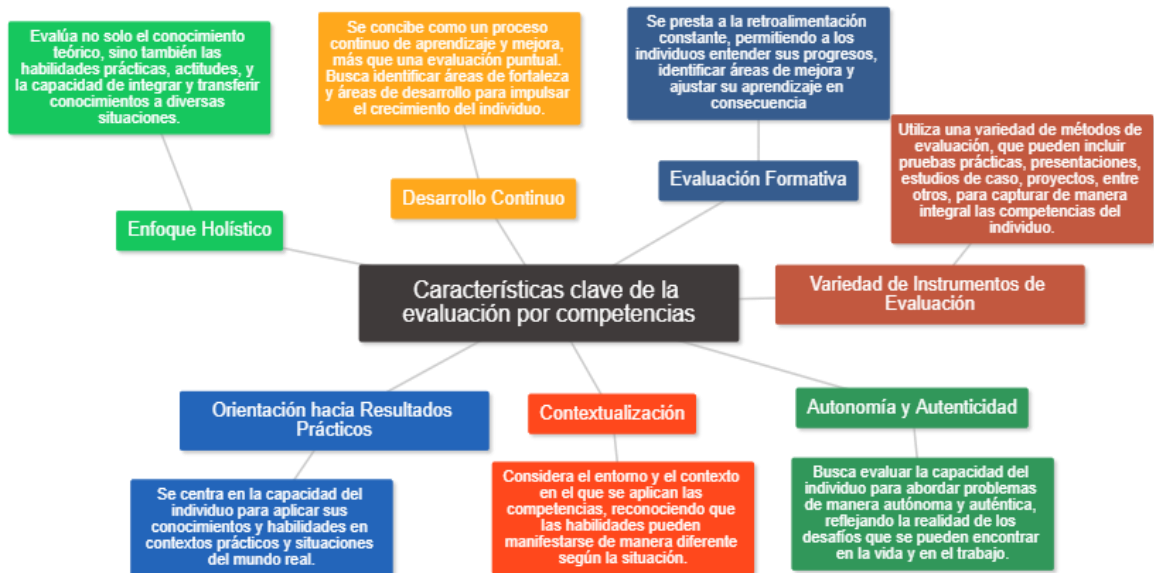 Evalúa no solo el conocimiento
teórico, sino también las
habilidades prácticas, actitudes, y
la capacidad de integrar y transferir
conocimientos a diversas
situaciones.
Enfoque Holístico
Se concibe como un proceso
continuo de aprendizaje y mejora,
más que una evaluación puntual.
Busca identificar áreas de fortaleza
y áreas de desarrollo para impulsar
el crecimiento del individuo.
Desarrollo Continuo
Se presta a la retroalimentación
constante, permitiendo a los
individuos entender sus progresos,
identificar áreas de mejora y
ajustar su aprendizaje en
consecuencia
Evaluación Formativa
Utiliza una variedad de métodos de
evaluación, que pueden incluir
pruebas prácticas, presentaciones,
estudios de caso, proyectos, entre
otros, para capturar de manera
integral las competencias del
individuo.
Variedad de Instrumentos de
Evaluación
Características clave de la
evaluación por competencias
Orientación hacia Resultados
Prácticos
Se centra en la capacidad del
individuo para aplicar sus
conocimientos y habilidades en
contextos prácticos y situaciones
del mundo real.
Contextualización
Considera el entorno y el contexto
en el que se aplican las
competencias, reconociendo que
las habilidades pueden
manifestarse de manera diferente
según la situación.
Autonomía y Autenticidad
Busca evaluar la capacidad del
individuo para abordar problemas
de manera autónoma y auténtica,
reflejando la realidad de los
desafíos que se pueden encontrar
en la vida y en el trabajo.